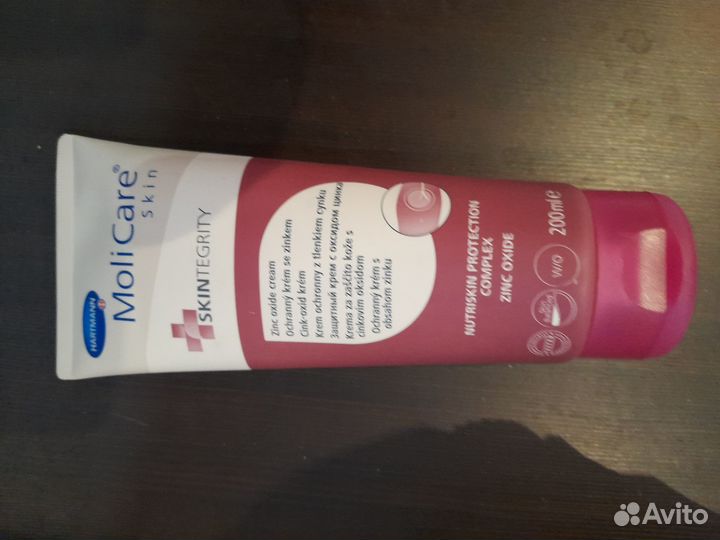 HARTMANN
MoliCare®
Skin
SKINTEGRITY
Zinc oxide cream
Ochranný krém se zinkem
Cink-oxid krém
Krem ochronny z tlenkiem cynku
Защитный крем с оксидом цинка
Krema za zaščito kože s
cinkovim oksidom
Ochranný krém s
obsahom zinku
NUTRISKIN PROTECTION
COMPLEX
ZINC OXIDE
200ml e
W/O
Avito